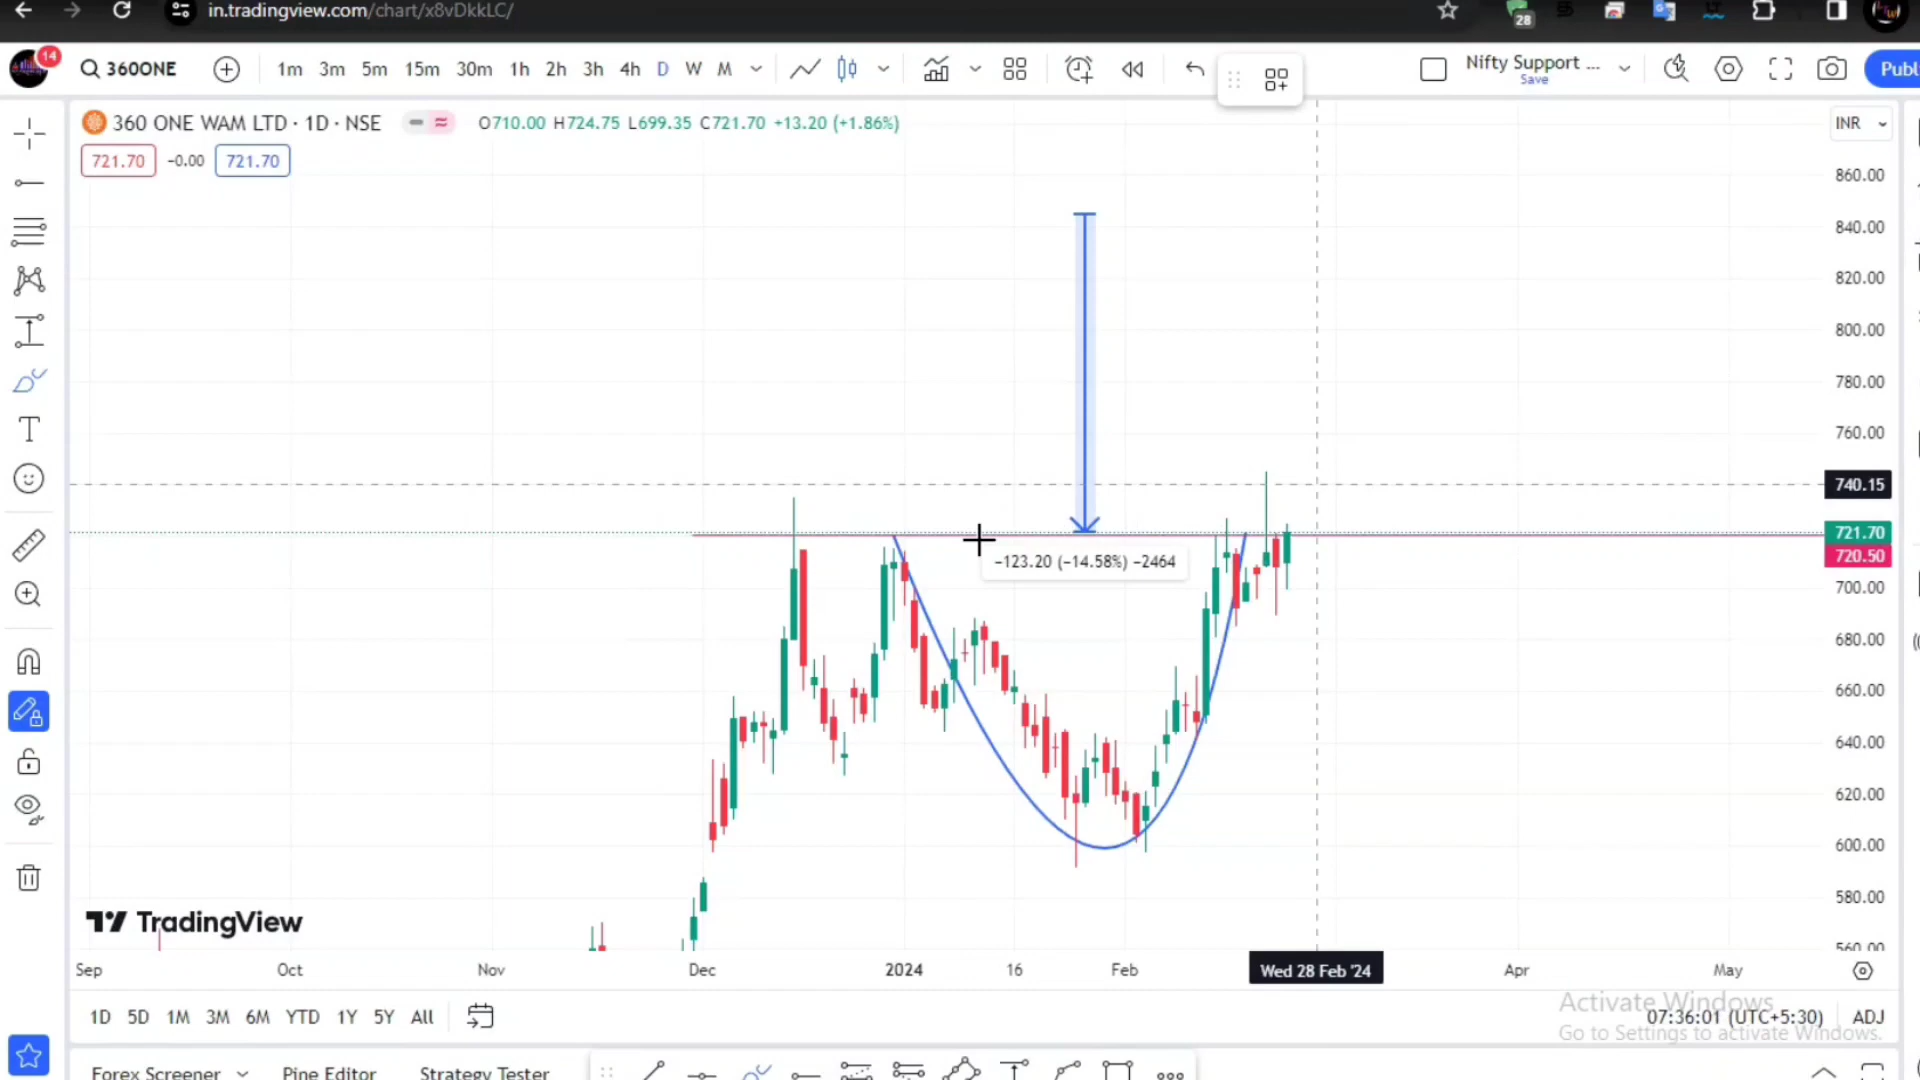 in.tradingview.com/chart/x8vDkkLC/
28
14
360ONE
1m 3m 5m 15m 30m 1h 2h 3h 4h D W M
Nifty Support ...
Save
Publ
360 ONE WAM LTD · 1D · NSE
O710.00 H724.75 L699.35 C721.70 +13.20 (+1.86%)
INR
721.70 -0.00 721.70
860.00
840.00
820.00
800.00
780.00
760.00
740.15
721.70
720.50
−123.20 (−14.58%) −2464
700.00
680.00
660.00
640.00
620.00
600.00
580.00
560.00
TradingView
Sep Oct Nov Dec 2024 16 Feb Wed 28 Feb '24 Apr May
1D 5D 1M 3M 6M YTD 1Y 5Y All
07:36:01 (UTC+5:30) ADJ
Activate Windows
Go to Settings to activate Windows.
Forex Screener Pine Editor Strategy Tester